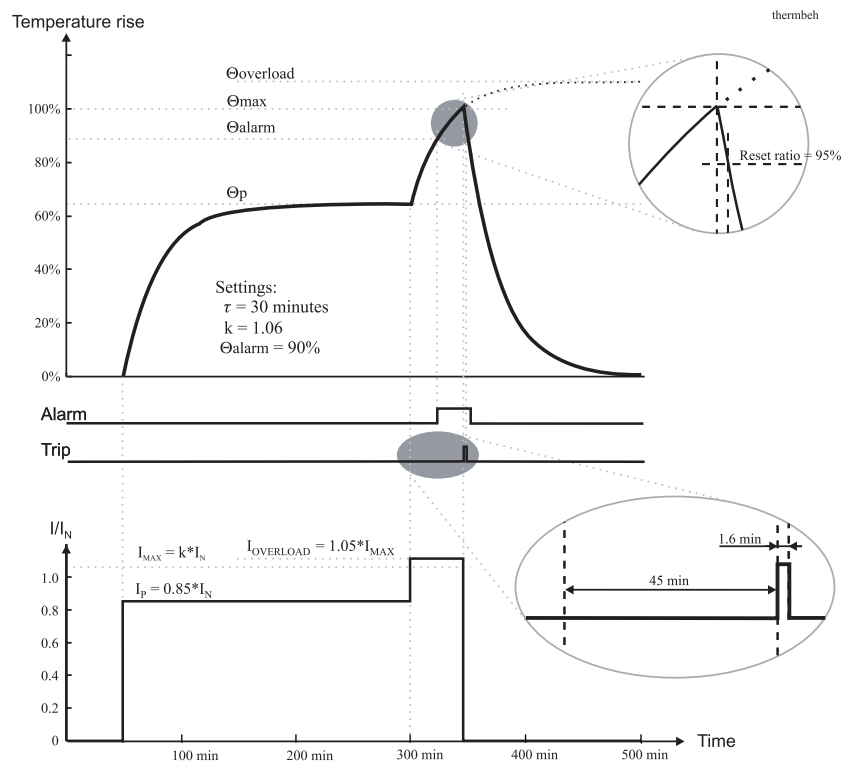 thermbeh
Temperature rise
Θoverload
Θmax
100%
Θalarm
80%
Reset ratio = 95%
Θp
60%
40%
Settings:
τ = 30 minutes
k = 1.06
Θalarm = 90%
20%
0%
Alarm
Trip
I/IN
IMAX = k*IN
IOVERLOAD = 1.05*IMAX
1.6 min
1.0
IP = 0.85*IN
45 min
0.8
0.6
0.4
0.2
0
Time
100 min
200 min
300 min
400 min
500 min